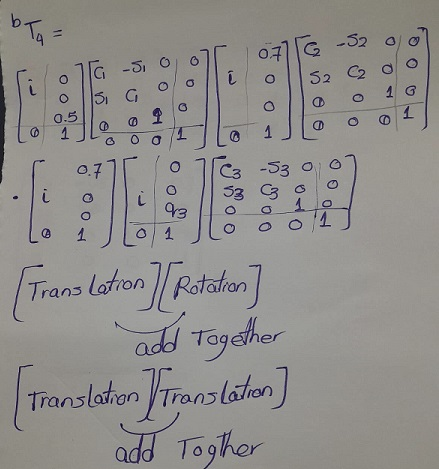 bT4 =
[i 0 0 0.5 0 1] [C1 -S1 0 0 S1 C1 0 0 0 0 1 0 0 0 0 1] [i 0.7 0 0 0 1] [C2 -S2 0 0 S2 C2 0 0 0 0 1 0 0 0 0 1]
· [i 0.7 0 0 0 1] [i 0 0 q3 0 1] [C3 -S3 0 0 S3 C3 0 0 0 0 1 0 0 0 0 1]
[Translation] [Rotation]
add Together
[Translation] [Translation]
add Togther